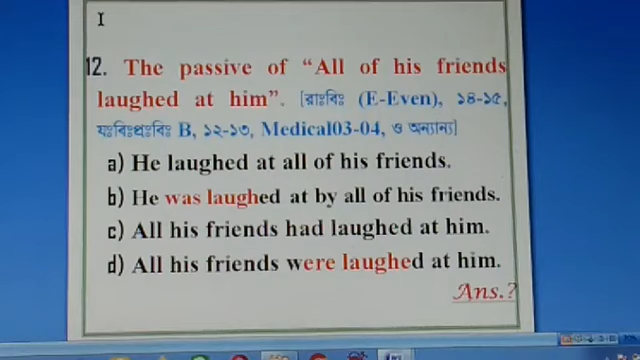 12. The passive of “All of his friends
laughed at him”. [রাঃবিঃ (E-Even), ১৪-১৫,
যঃবিঃপ্রঃবিঃ B, ১২-১৩, Medical03-04, ও অন্যান্য]
a) He laughed at all of his friends.
b) He was laughed at by all of his friends.
c) All his friends had laughed at him.
d) All his friends were laughed at him.
Ans.?